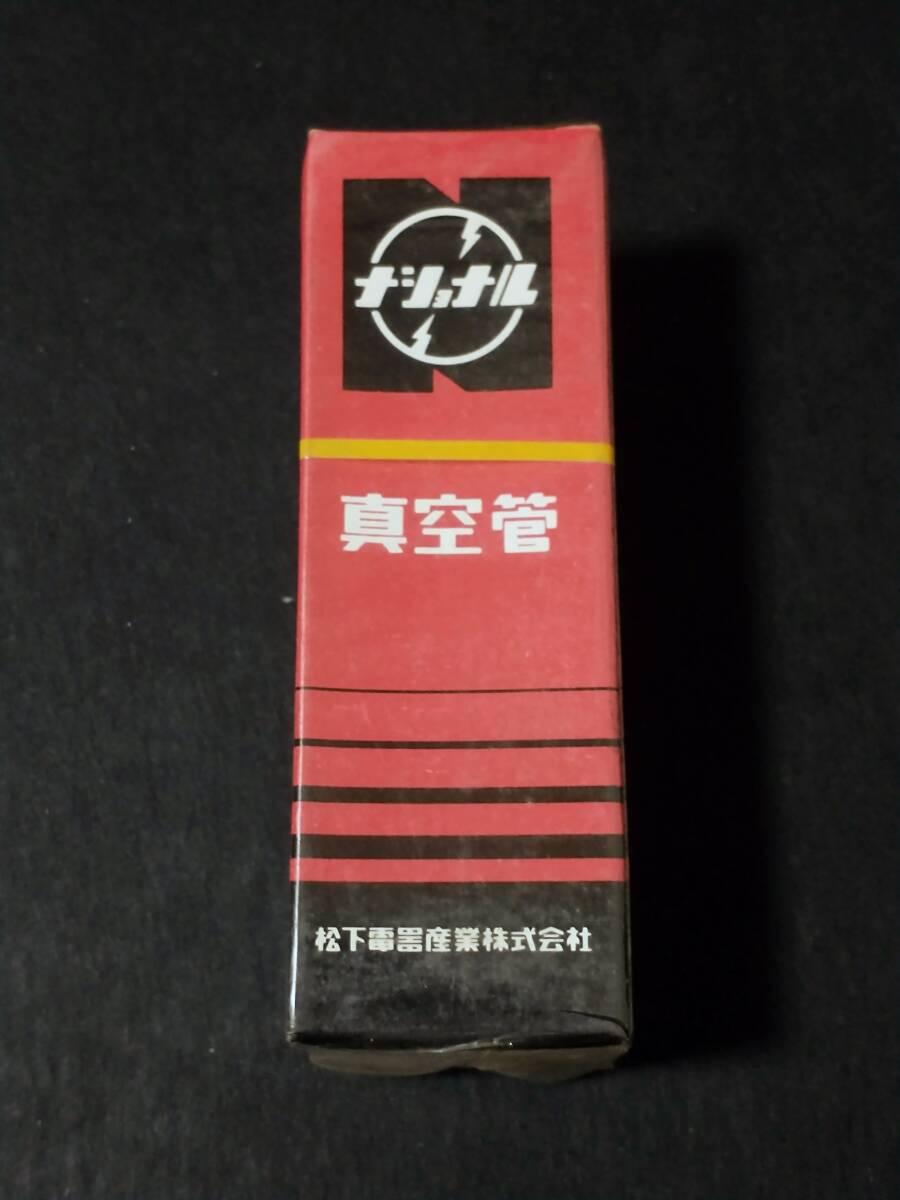 ナショナル
真空管
松下電器産業株式会社